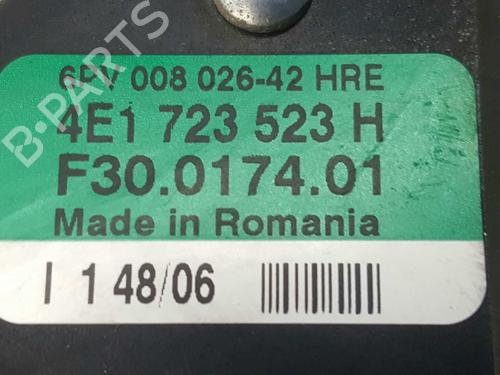 6PV 008 026-42 HRE
4E1 723 523 H
F30.0174.01
Made in Romania
I 1 48/06
B-PARTS